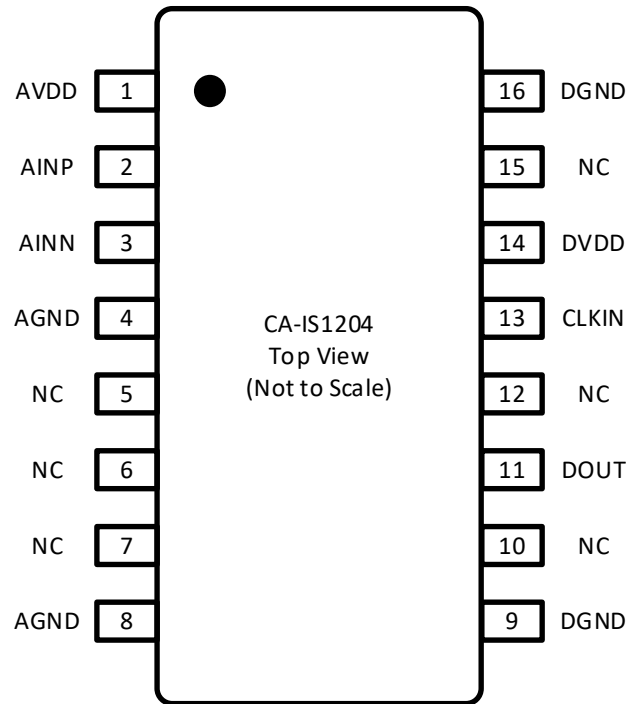 AVDD 1 16 DGND
AINP 2 15 NC
AINN 3 14 DVDD
AGND 4 13 CLKIN
CA-IS1204
Top View
(Not to Scale)
NC 5 12 NC
NC 6 11 DOUT
NC 7 10 NC
AGND 8 9 DGND